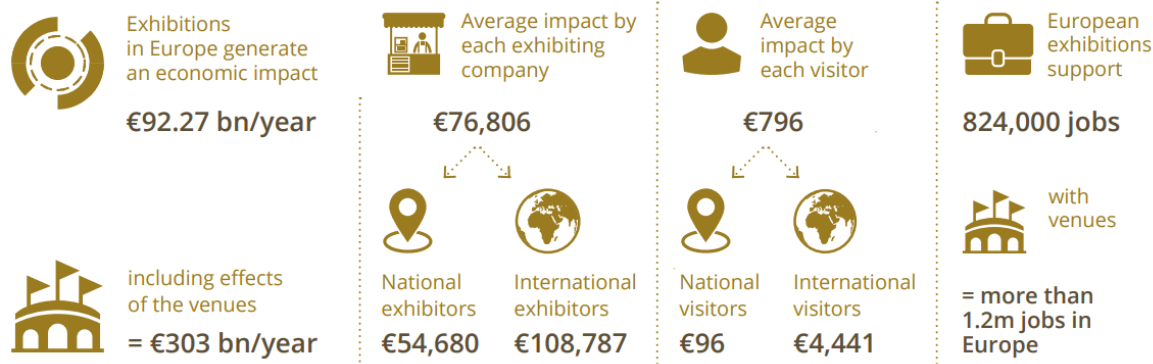 Exhibitions
in Europe generate
an economic impact
€92.27 bn/year
including effects
of the venues
= €303 bn/year
Average impact by
each exhibiting
company
€76,806
National
exhibitors
€54,680
International
exhibitors
€108,787
Average
impact by
each visitor
€796
National
visitors
€96
International
visitors
€4,441
European
exhibitions
support
824,000 jobs
with
venues
= more than
1.2m jobs in
Europe